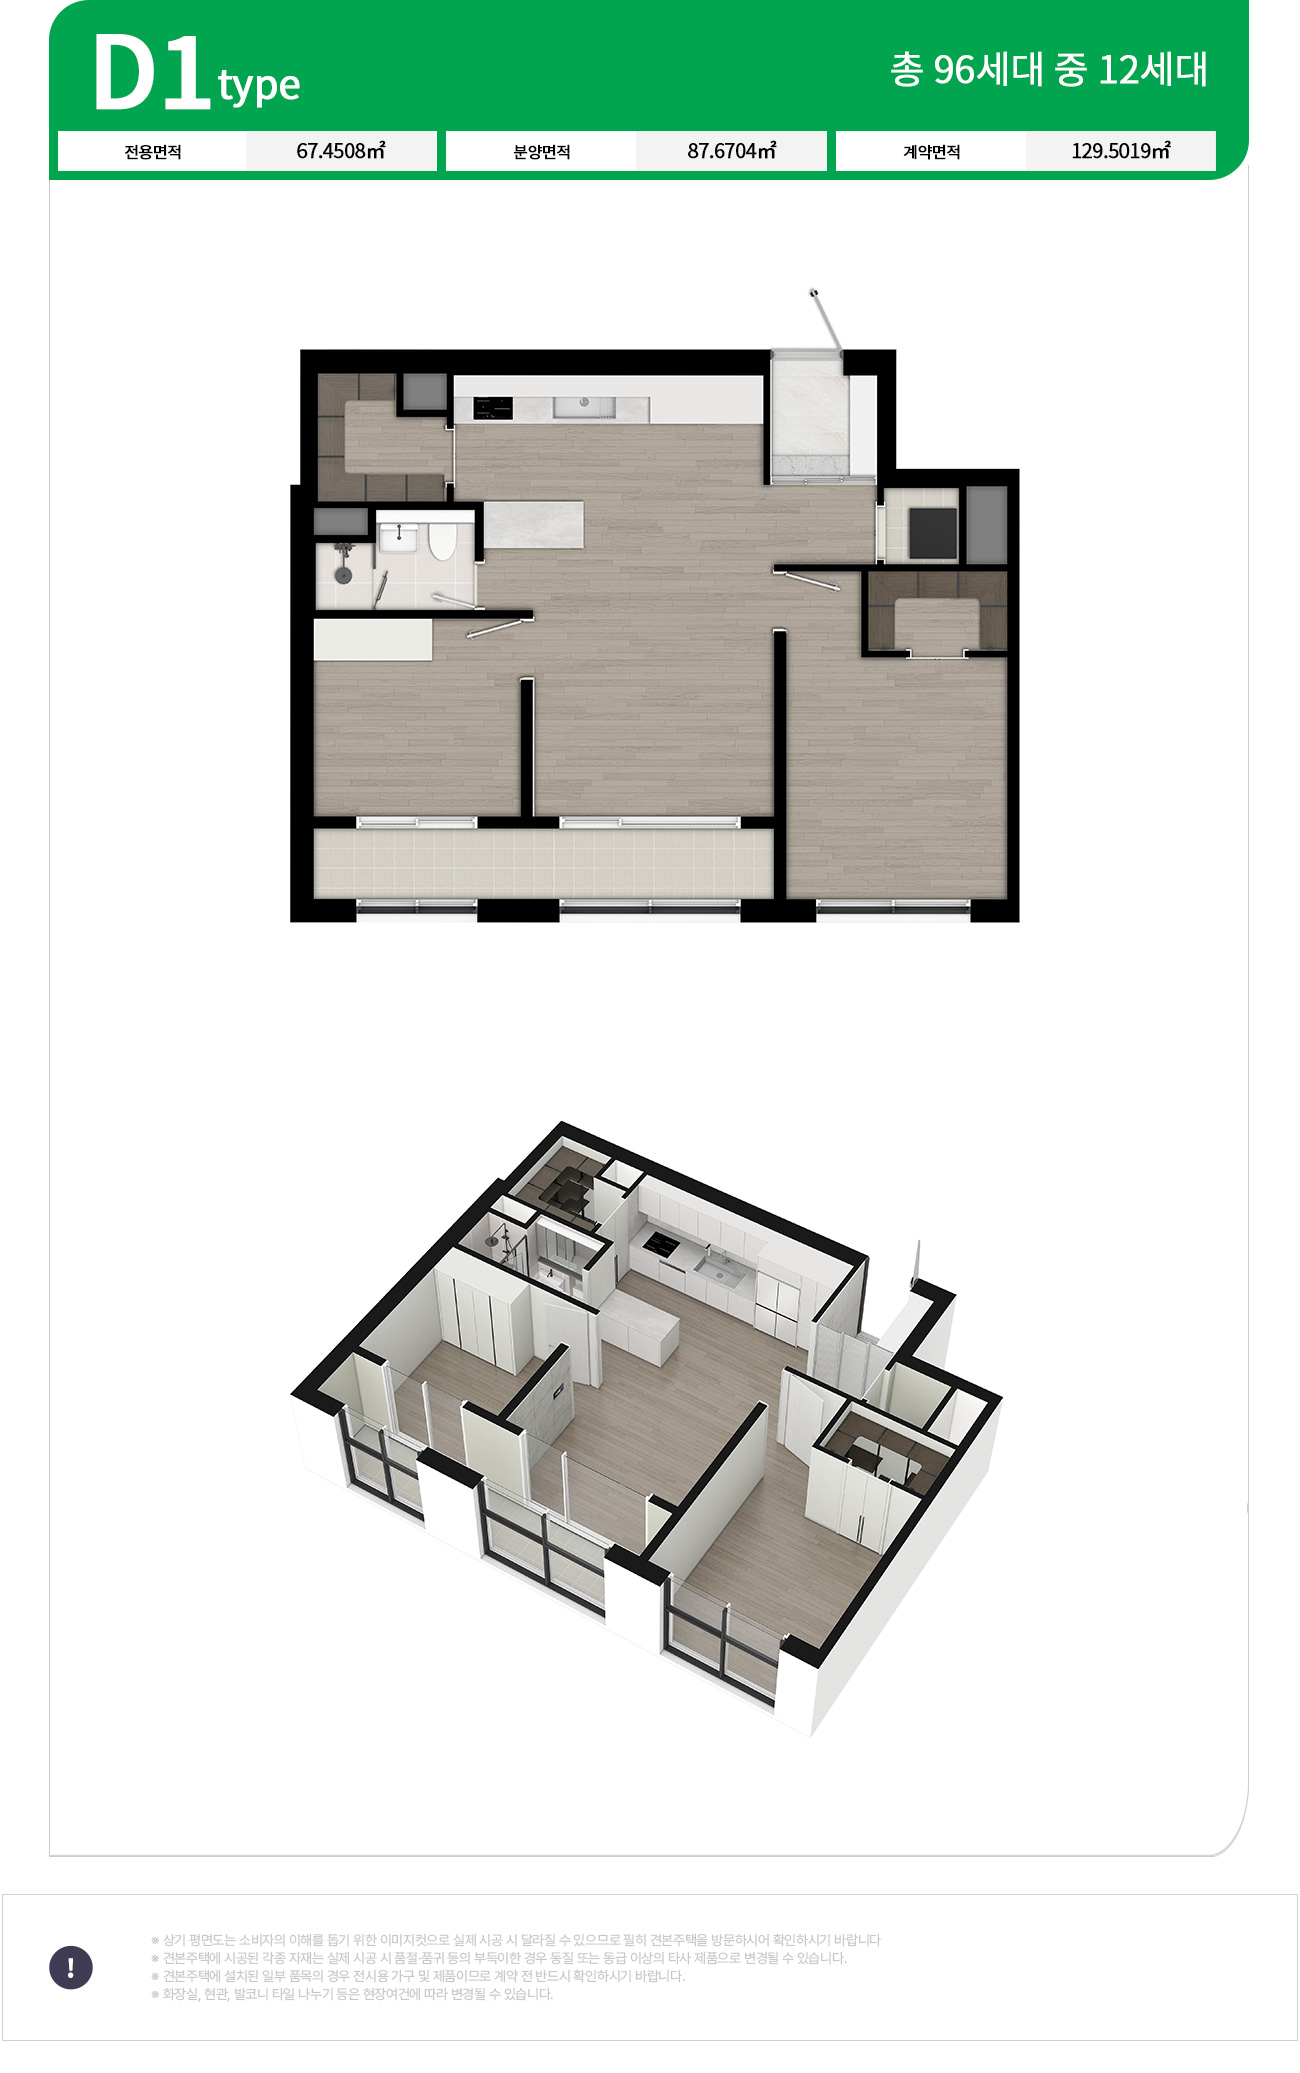 D1 type
총 96세대 중 12세대
전용면적 67.4508㎡ 분양면적 87.6704㎡ 계약면적 129.5019㎡
※ 상기 평면도는 소비자의 이해를 돕기 위한 이미지컷으로 실제 시공 시 달라질 수 있으므로 필히 견본주택을 방문하시어 확인하시기 바랍니다
※ 견본주택에 시공된 각종 자재는 실제 시공 시 품절·품귀 등의 부득이한 경우 동질 또는 동급 이상의 타사 제품으로 변경될 수 있습니다.
※ 견본주택에 설치된 일부 품목의 경우 전시용 가구 및 제품이므로 계약 전 반드시 확인하시기 바랍니다.
※ 화장실, 현관, 발코니 타일 나누기 등은 현장여건에 따라 변경될 수 있습니다.